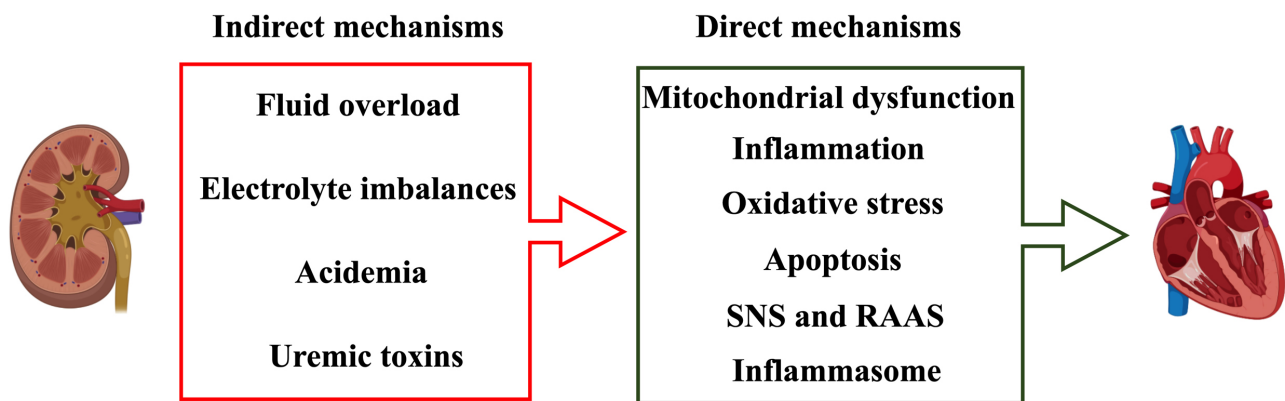 Indirect mechanisms
Fluid overload
Electrolyte imbalances
Acidemia
Uremic toxins
Direct mechanisms
Mitochondrial dysfunction
Inflammation
Oxidative stress
Apoptosis
SNS and RAAS
Inflammasome